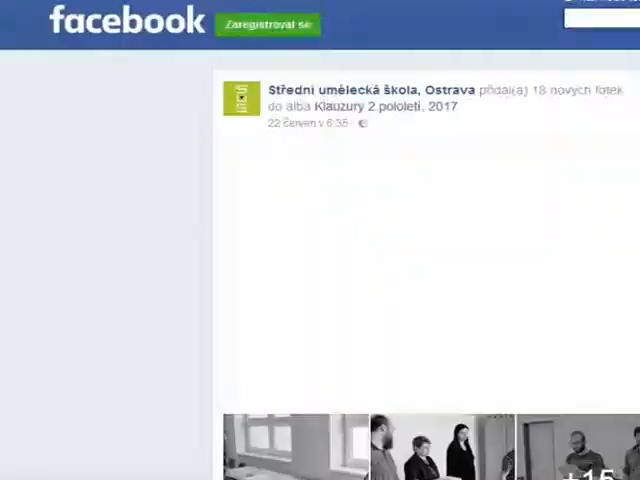 facebook
Zaregistroval se
Střední umělecká škola, Ostrava přidal(a) 18 nových fotek
do alba Klauzury 2.pololetí, 2017
22 červen v 6:35
+15